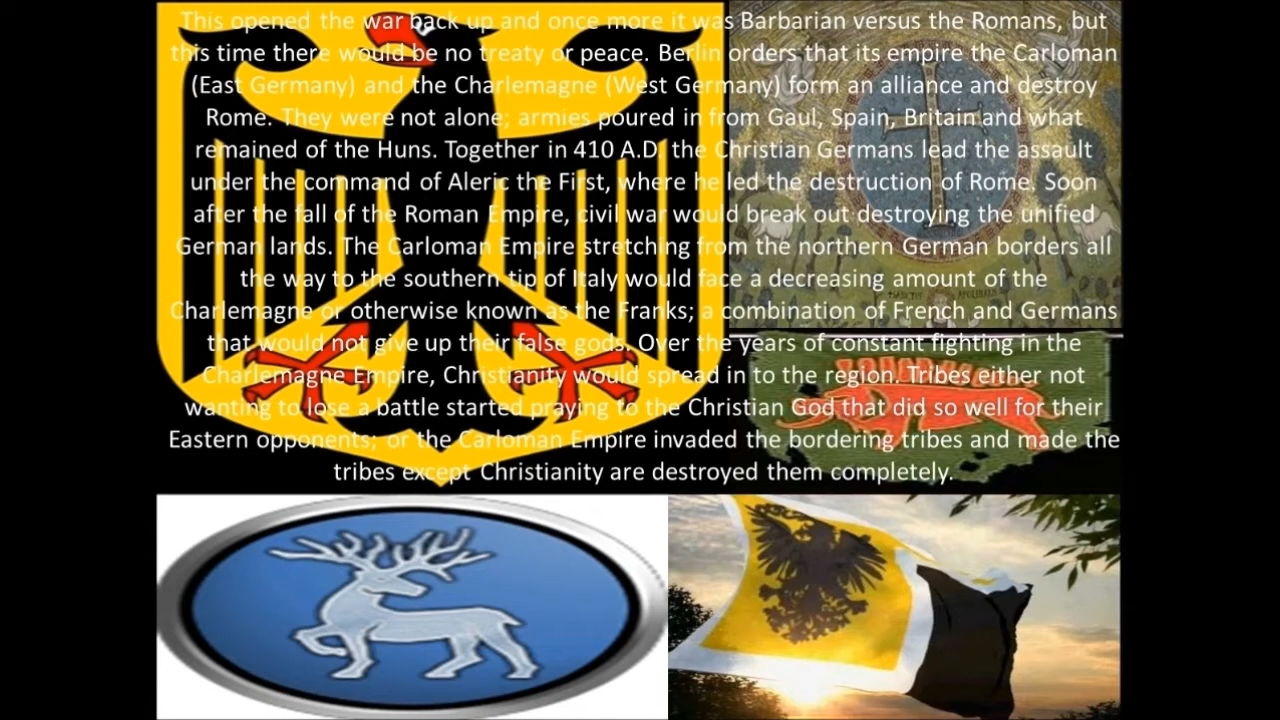 This opened the war back up and once more it was Barbarian versus the Romans, but
this time there would be no treaty or peace. Berlin orders that its empire the Carloman
(East Germany) and the Charlemagne (West Germany) form an alliance and destroy
Rome. They were not alone; armies poured in from Gaul, Spain, Britain and what
remained of the Huns. Together in 410 A.D. the Christian Germans lead the assault
under the command of Aleric the First, where he led the destruction of Rome. Soon
after the fall of the Roman Empire, civil war would break out destroying the unified
German lands. The Carloman Empire stretching from the northern German borders all
the way to the southern tip of Italy would face a decreasing amount of the
Charlemagne or otherwise known as the Franks; a combination of French and Germans
that would not give up their false gods. Over the years of constant fighting in the
Charlemagne Empire, Christianity would spread in to the region. Tribes either not
wanting to lose a battle started praying to the Christian God that did so well for their
Eastern opponents; or the Carloman Empire invaded the bordering tribes and made the
tribes except Christianity are destroyed them completely.